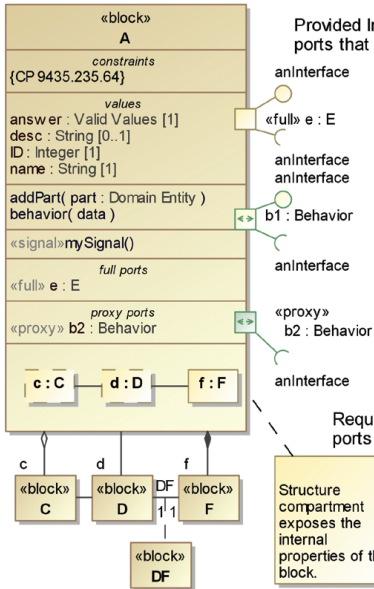 «block»
A
constraints
{CP 9435.235.64}
values
answer : Valid Values [1]
desc : String [0..1]
ID : Integer [1]
name : String [1]
addPart( part : Domain Entity )
behavior( data )
«signal»mySignal()
full ports
«full» e : E
proxy ports
«proxy» b2 : Behavior
c : C
d : D
f : F
Provided In
ports that
anInterface
«full» e : E
anInterface
anInterface
b1 : Behavior
anInterface
«proxy»
b2 : Behavior
anInterface
Requ
ports
c
d
f
«block»
C
«block»
D
DF
1 1
«block»
F
«block»
DF
Structure
compartment
exposes the
internal
properties of th
block.